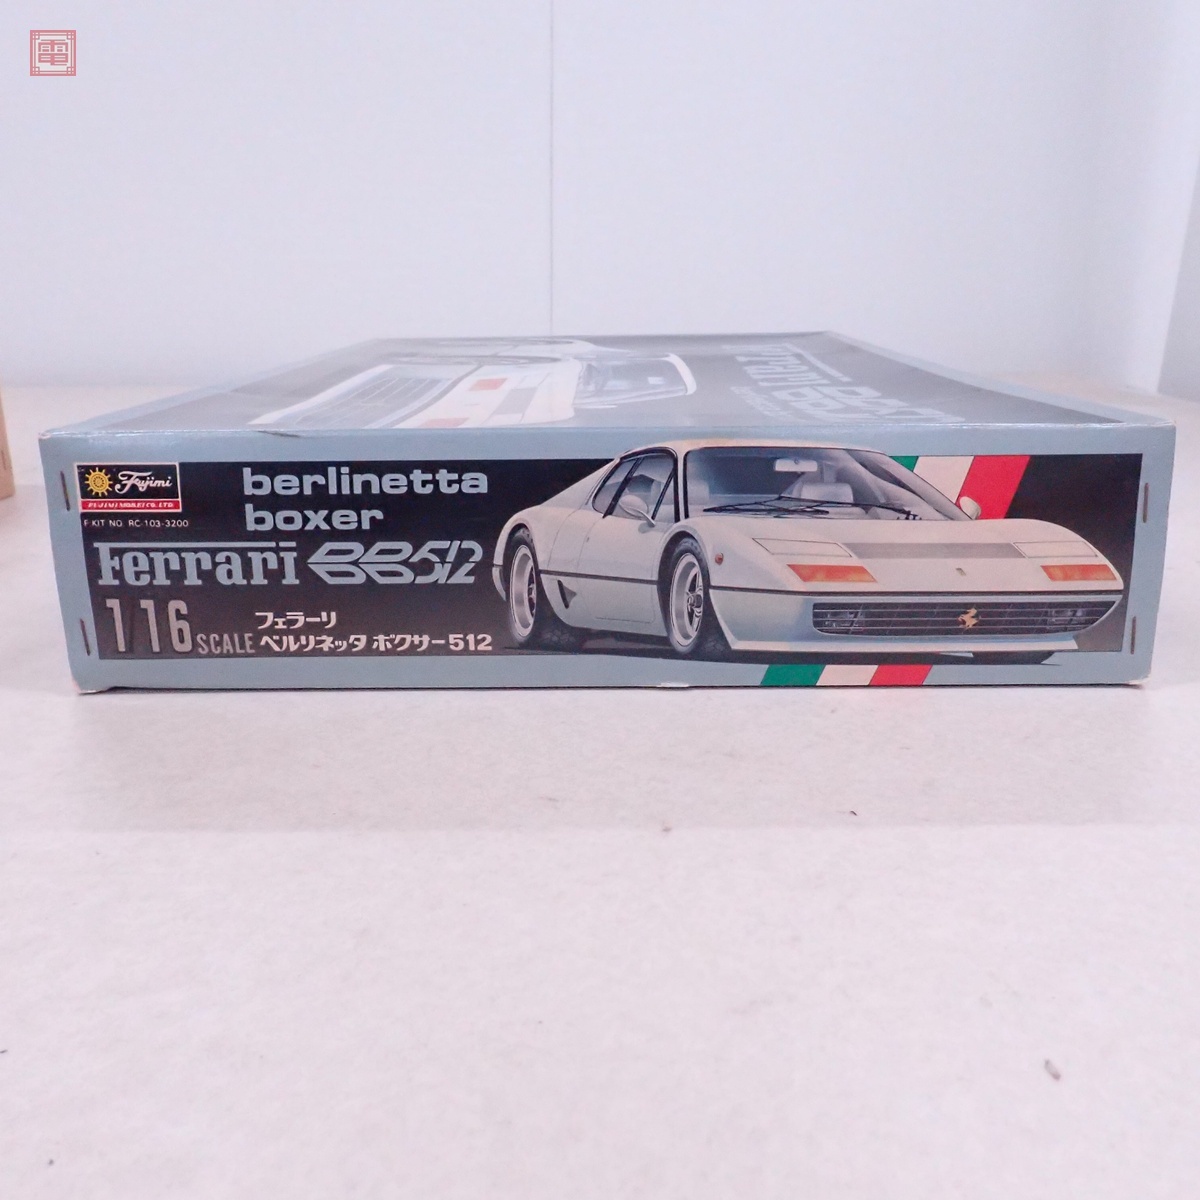 電
Fujimi
FUJIMI MOKEI CO., LTD.
F KIT NO. RC-103-3200
berlinetta
boxer
Ferrari BB512
1/16 SCALE
フェラーリ
ベルリネッタ ボクサー512